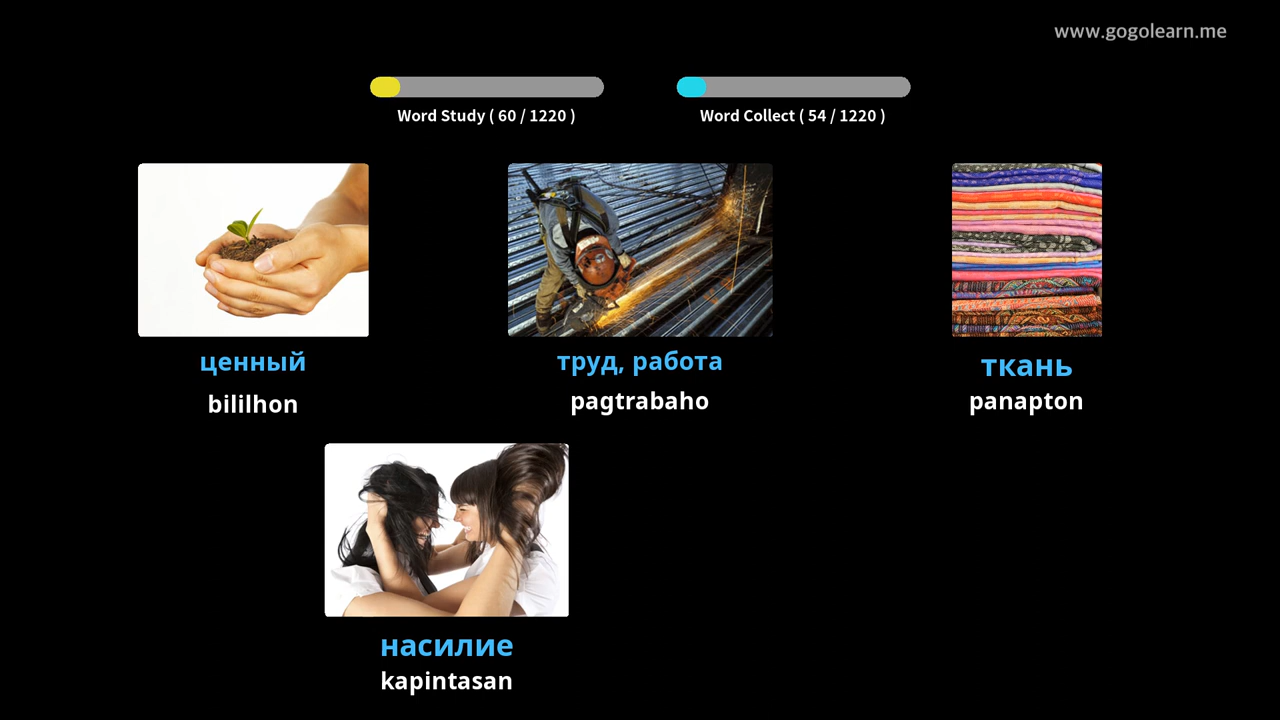 www.gogolearn.me
Word Study ( 60 / 1220 )
Word Collect ( 54 / 1220 )
ценный
bililhon
труд, работа
pagtrabaho
ткань
panapton
насилие
kapintasan